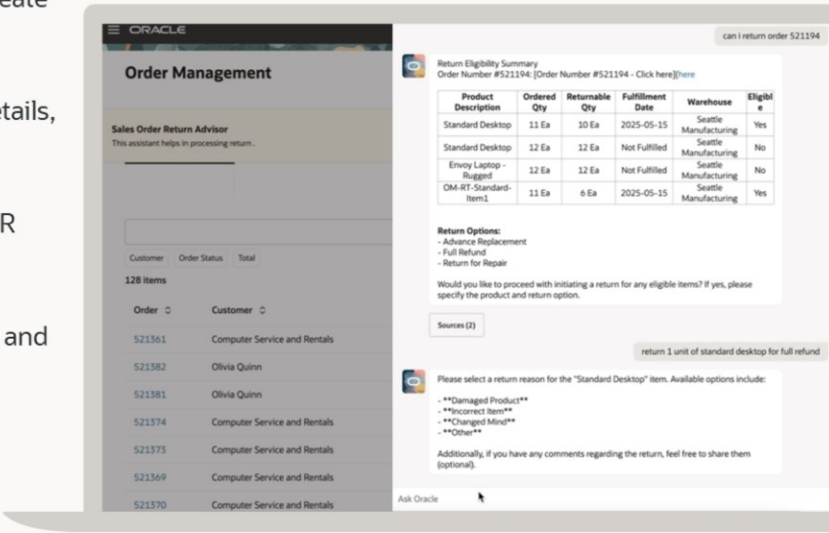 eate
etails,
R
and
ORACLE
Order Management
Sales Order Return Advisor
This assistant helps in processing return..
Customer Order Status Total
128 items
Order Customer
521361 Computer Service and Rentals
521382 Olivia Quinn
521381 Olivia Quinn
521374 Computer Service and Rentals
521373 Computer Service and Rentals
521369 Computer Service and Rentals
521370 Computer Service and Rentals
can i return order 521194
Return Eligibility Summary
Order Number #521194: [Order Number #521194 - Click here](here
Product Description Ordered Qty Returnable Qty Fulfillment Date Warehouse Eligible
Standard Desktop 11 Ea 10 Ea 2025-05-15 Seattle Manufacturing Yes
Standard Desktop 12 Ea 12 Ea Not Fulfilled Seattle Manufacturing No
Envoy Laptop - Rugged 12 Ea 12 Ea Not Fulfilled Seattle Manufacturing No
OM-RT-Standard-Item1 11 Ea 6 Ea 2025-05-15 Seattle Manufacturing Yes
Return Options:
- Advance Replacement
- Full Refund
- Return for Repair
Would you like to proceed with initiating a return for any eligible items? If yes, please
specify the product and return option.
Sources (2)
return 1 unit of standard desktop for full refund
Please select a return reason for the "Standard Desktop" item. Available options include:
- **Damaged Product**
- **Incorrect Item**
- **Changed Mind**
- **Other**
Additionally, if you have any comments regarding the return, feel free to share them
(optional).
Ask Oracle